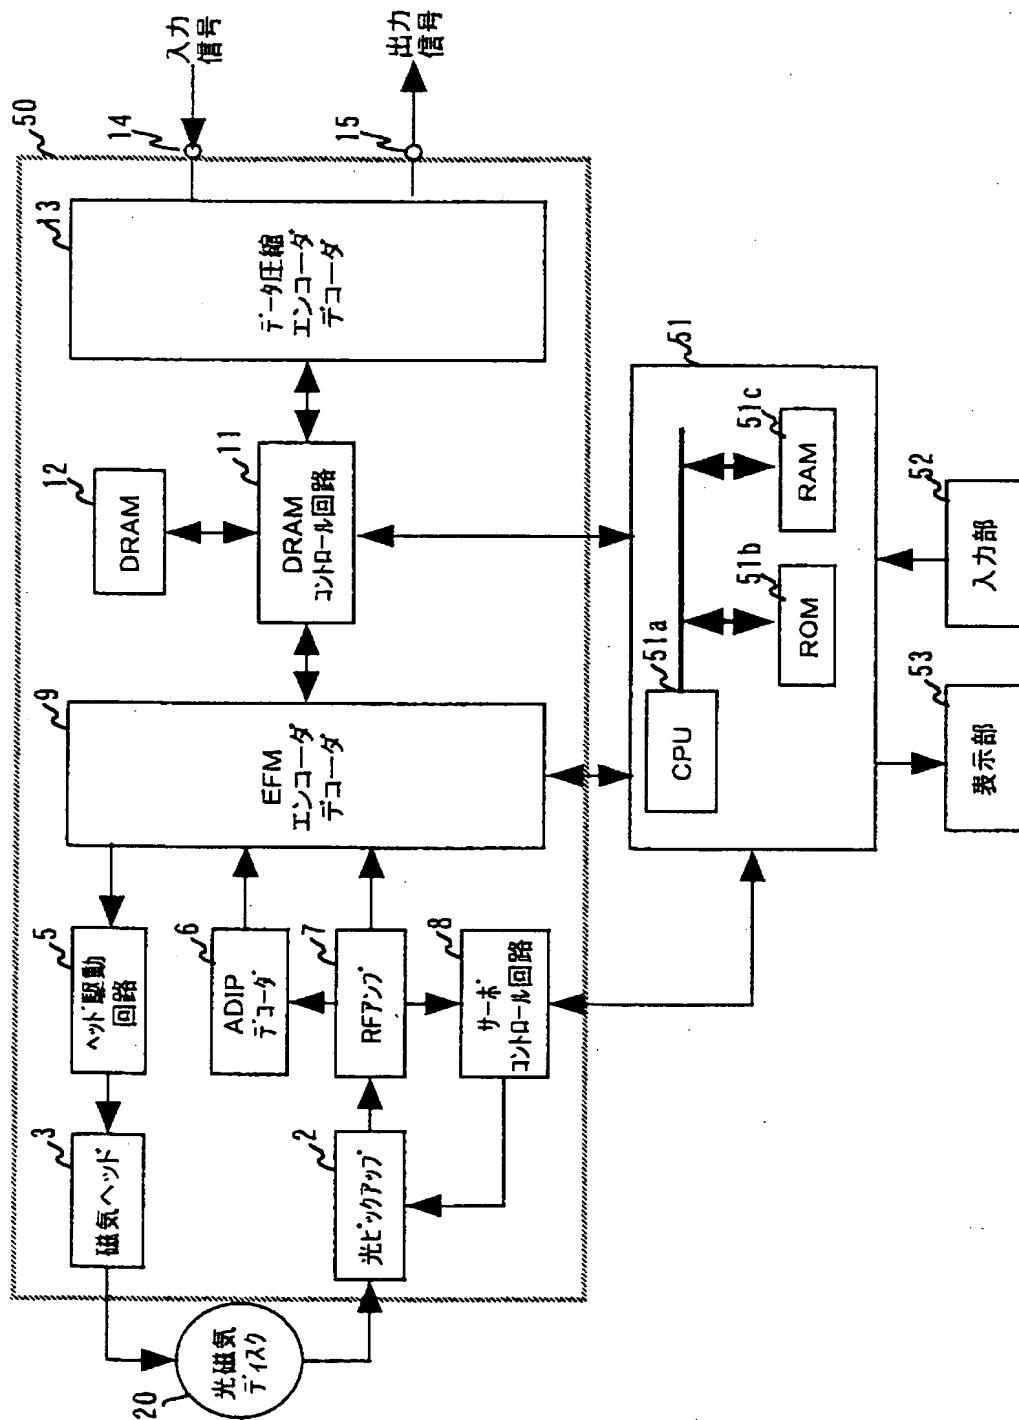 50
20
光磁気
ディスク
3
磁気ヘッド
5
ヘッド駆動
回路
2
光ピックアップ
6
ADIP
デコーダ
7
RFアンプ
8
サーボ
コントロール回路
9
EFM
エンコーダ
デコーダ
12
DRAM
11
DRAM
コントロール回路
13
データ圧縮
エンコーダ
デコーダ
14
入力
信号
15
出力
信号
51
51a
CPU
51b
ROM
51c
RAM
53
表示部
52
入力部